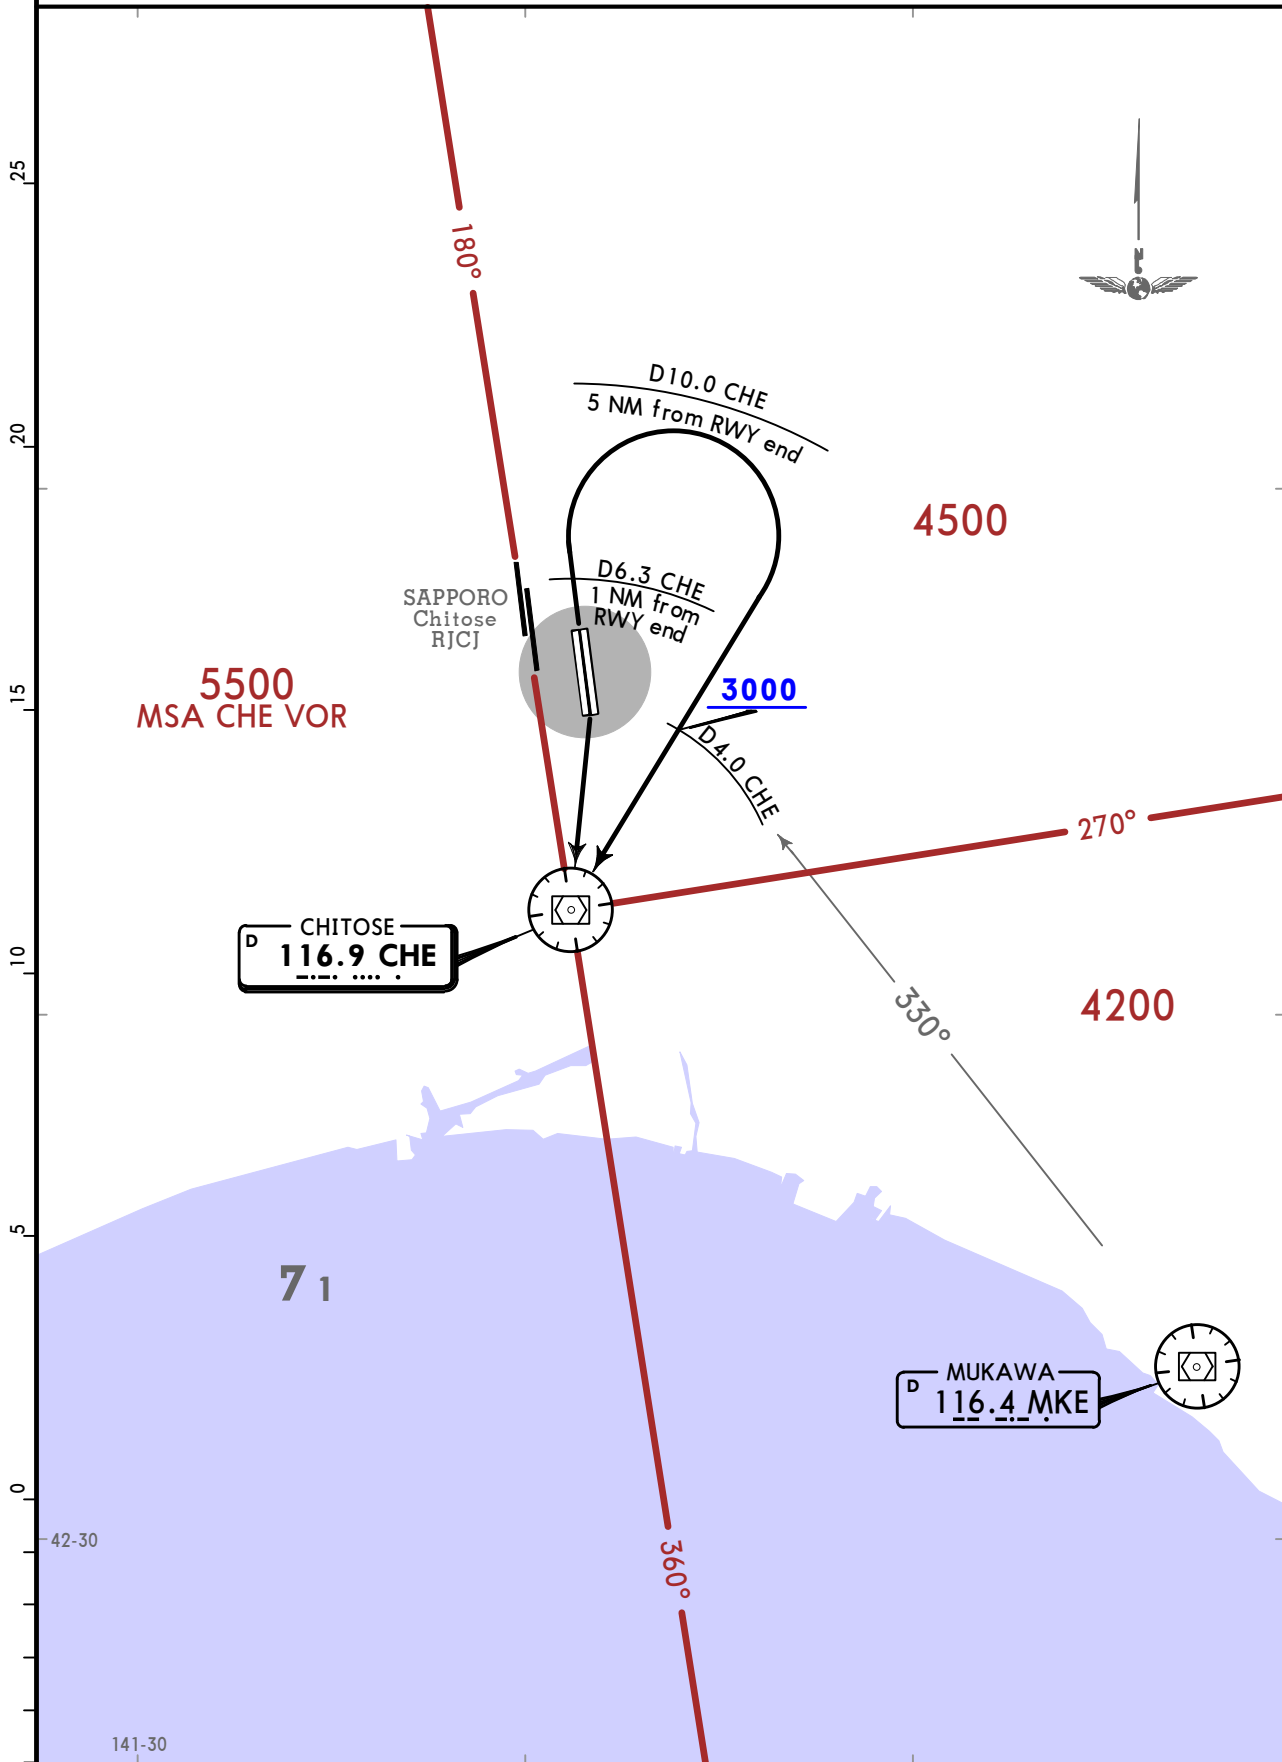 25
180°
N
D10.0 CHE
5 NM from RWY end
20
4500
D6.3 CHE
1 NM from
RWY end
SAPPORO
Chitose
RJCJ
15
5500
MSA CHE VOR
3000
D4.0 CHE
270°
CHITOSE
D 116.9 CHE
10
330°
4200
5
7 1
MUKAWA
D 116.4 MKE
0
42-30
360°
141-30